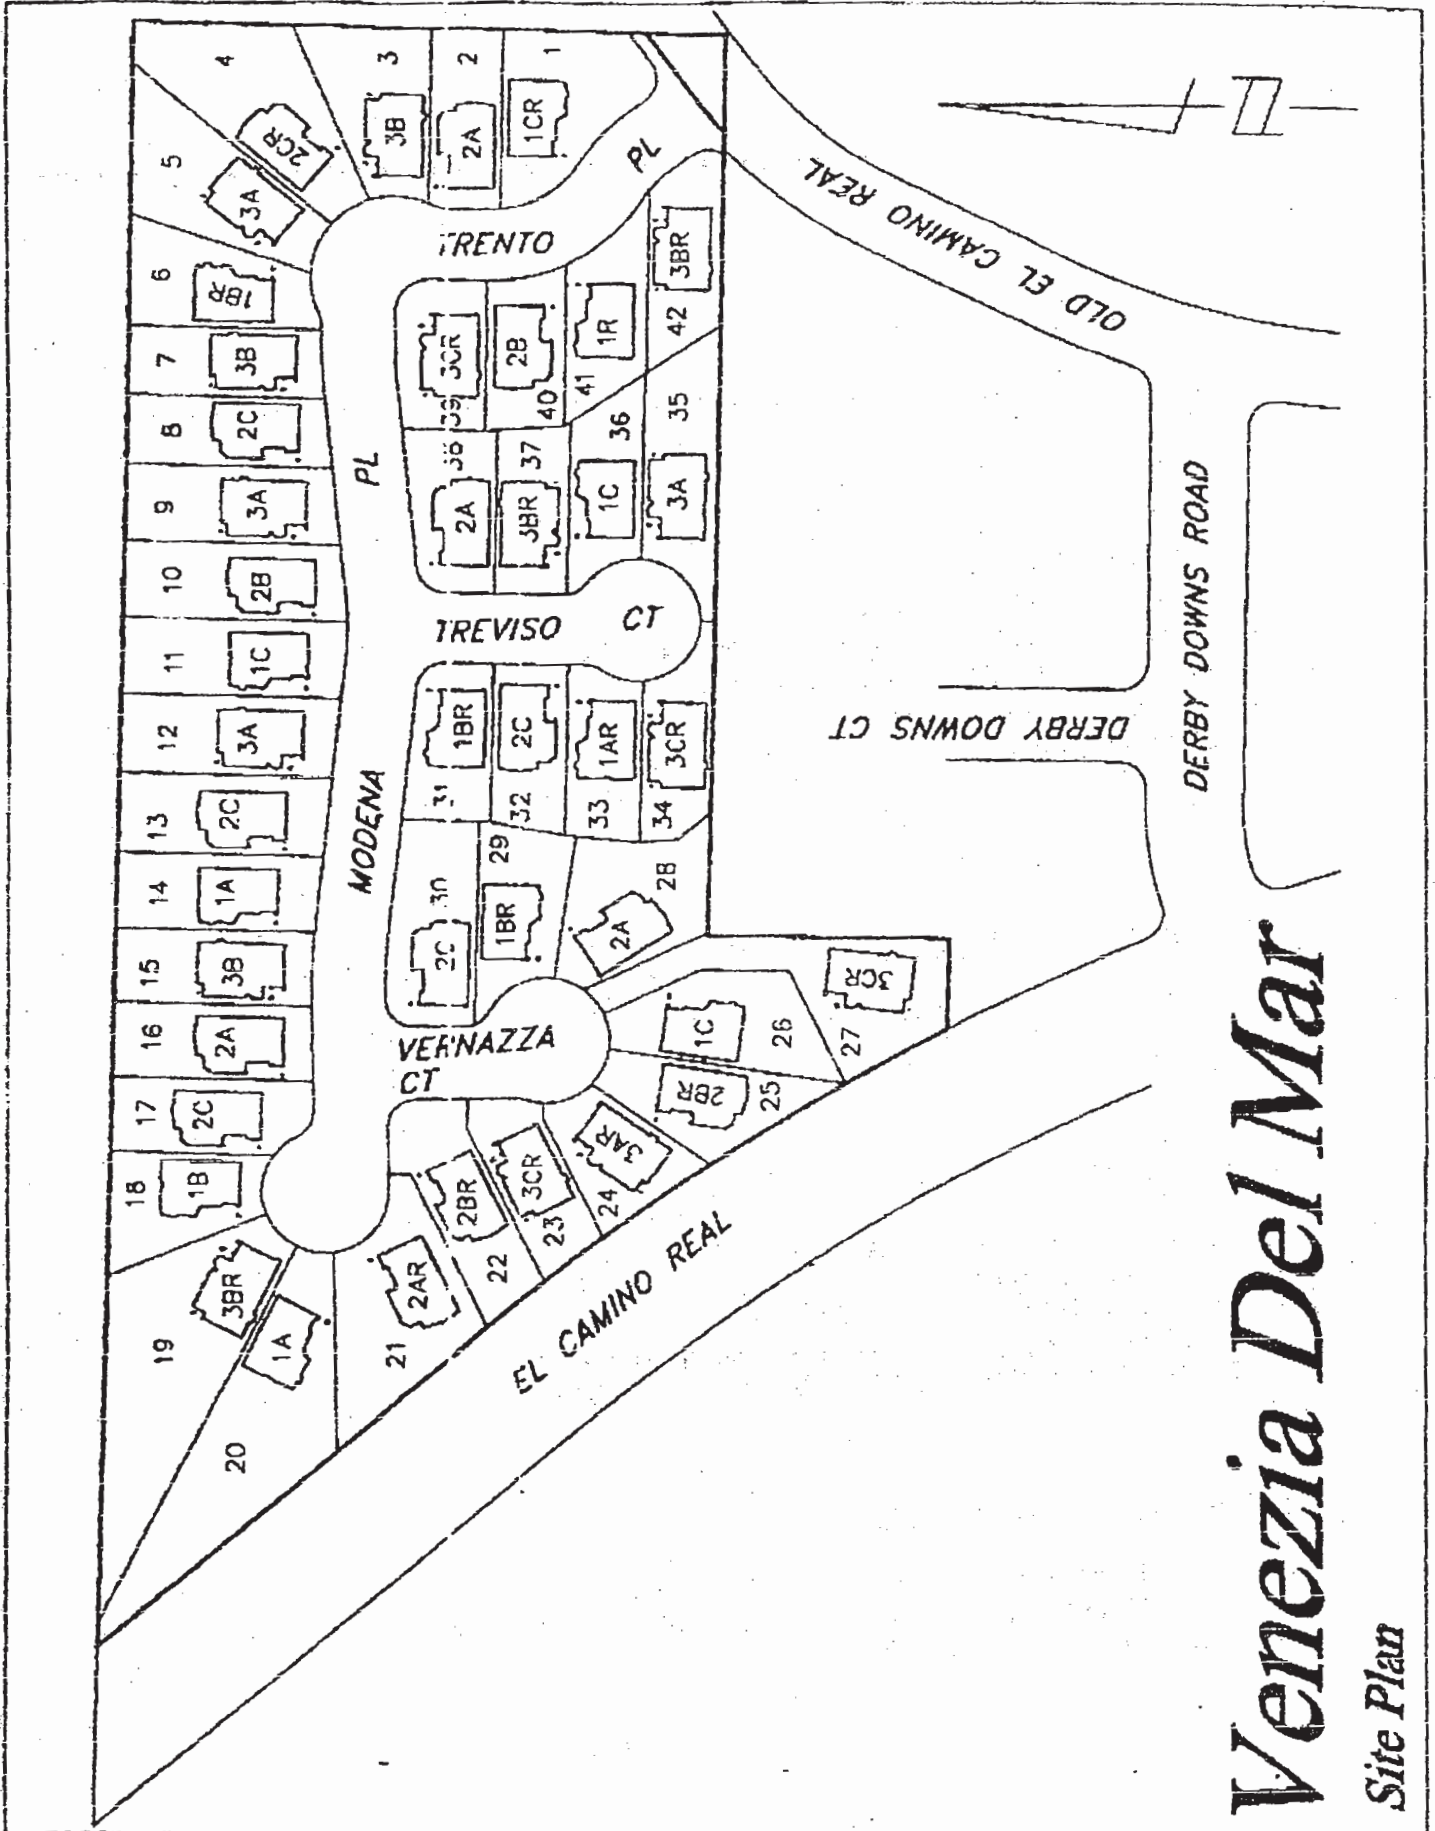 Venezia Del Mar
Site Plan
1
1CR
2
2A
3
3B
4
2CR
5
3A
6
1BR
7
3B
8
2C
9
3A
10
2B
11
1C
12
3A
13
2C
14
1A
15
3B
16
2A
17
2C
18
1B
19
3BR
20
1A
21
2AR
22
2BR
23
3CR
24
3AR
25
2BR
26
1C
27
3CR
28
2A
29
1BR
30
2C
31
1BR
32
2C
33
1AR
34
3CR
35
3A
36
1C
37
3BR
38
2A
39
3CR
40
2B
41
1R
42
3BR
TRENTO PL
MODENA PL
TREVISO CT
VERNAZZA
CT
EL CAMINO REAL
OLD EL CAMINO REAL
DERBY DOWNS CT
DERBY DOWNS ROAD